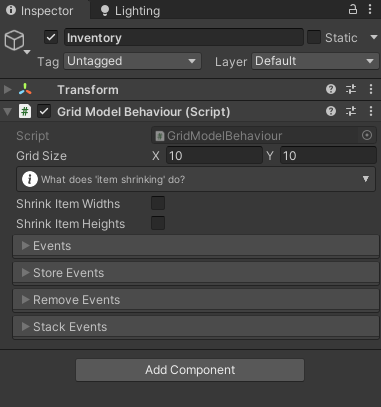 Inspector
Lighting
Inventory
Static
Tag Untagged Layer Default
Transform
# Grid Model Behaviour (Script)
Script GridModelBehaviour
Grid Size X 10 Y 10
What does 'item shrinking' do?
Shrink Item Widths
Shrink Item Heights
Events
Store Events
Remove Events
Stack Events
Add Component